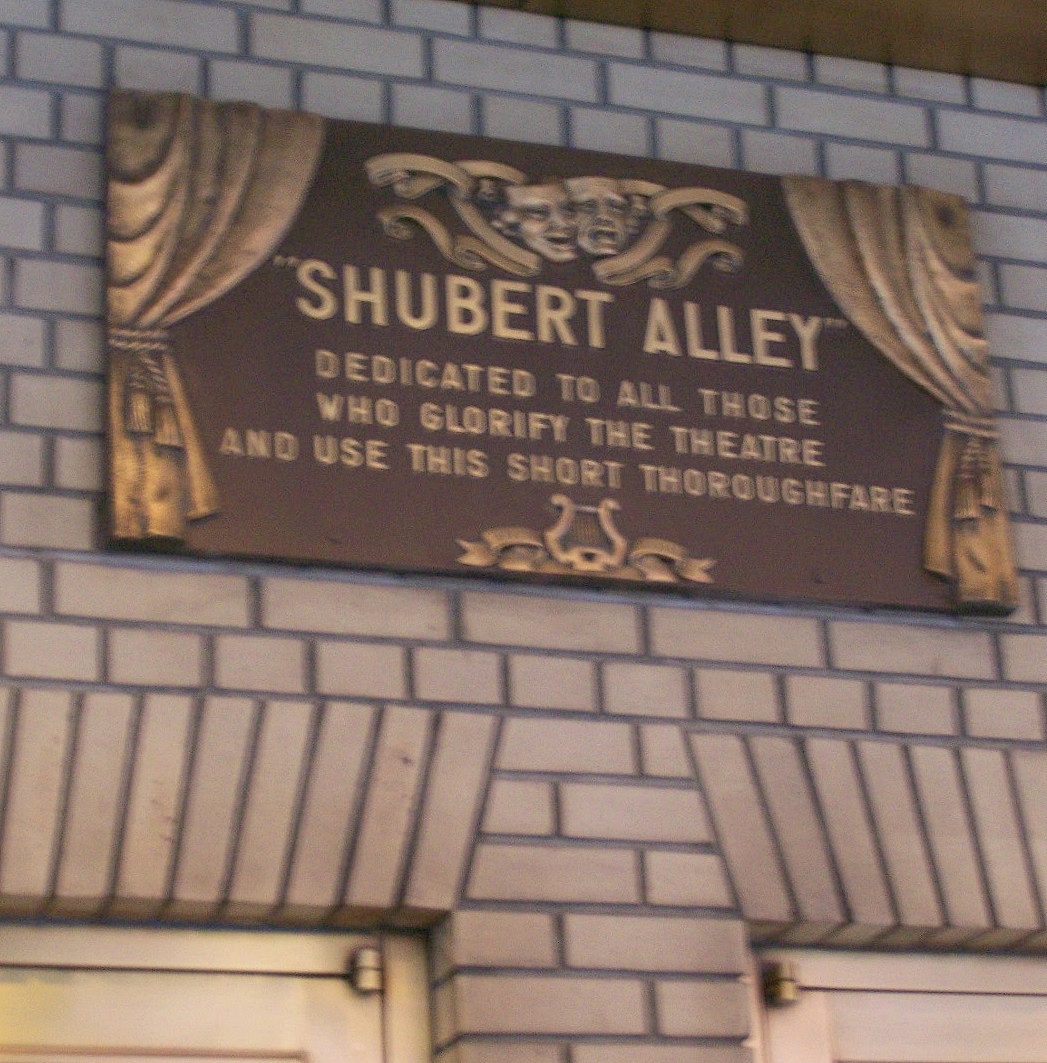 "SHUBERT ALLEY"
DEDICATED TO ALL THOSE
WHO GLORIFY THE THEATRE
AND USE THIS SHORT THOROUGHFARE